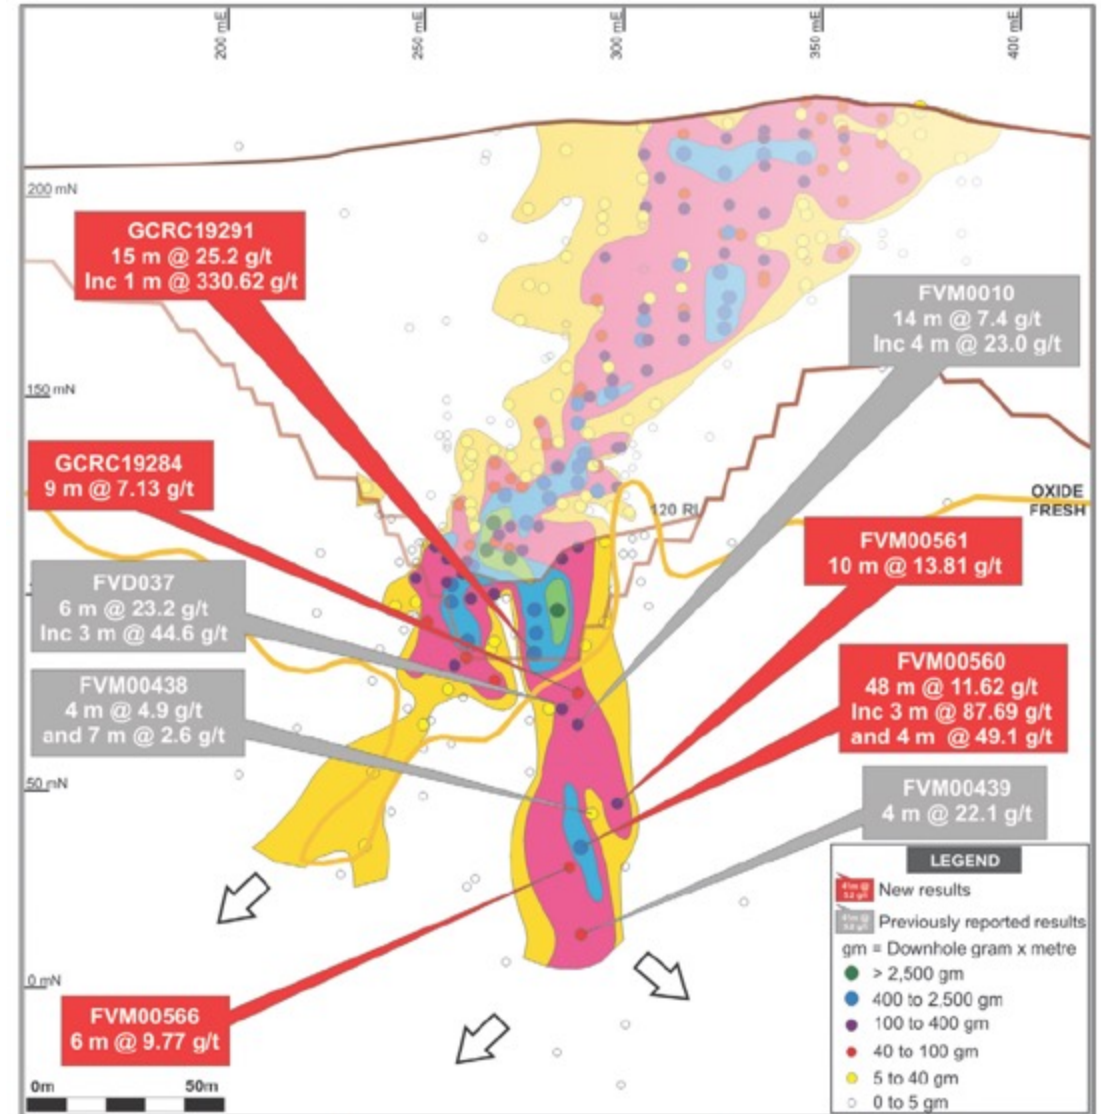 200 mE
250 mE
300 mE
350 mE
400 mE
200 mN
GCRC19291
15 m @ 25.2 g/t
Inc 1 m @ 330.62 g/t
FVM0010
14 m @ 7.4 g/t
Inc 4 m @ 23.0 g/t
150 mN
GCRC19284
9 m @ 7.13 g/t
OXIDE
FRESH
120 RL
FVM00561
10 m @ 13.81 g/t
FVD037
6 m @ 23.2 g/t
Inc 3 m @ 44.6 g/t
FVM00560
48 m @ 11.62 g/t
Inc 3 m @ 87.69 g/t
and 4 m @ 49.1 g/t
FVM00438
4 m @ 4.9 g/t
and 7 m @ 2.6 g/t
50 mN
FVM00439
4 m @ 22.1 g/t
LEGEND
New results
Previously reported results
gm = Downhole gram x metre
> 2,500 gm
400 to 2,500 gm
100 to 400 gm
40 to 100 gm
5 to 40 gm
0 to 5 gm
0 mN
FVM00566
6 m @ 9.77 g/t
0m
50m